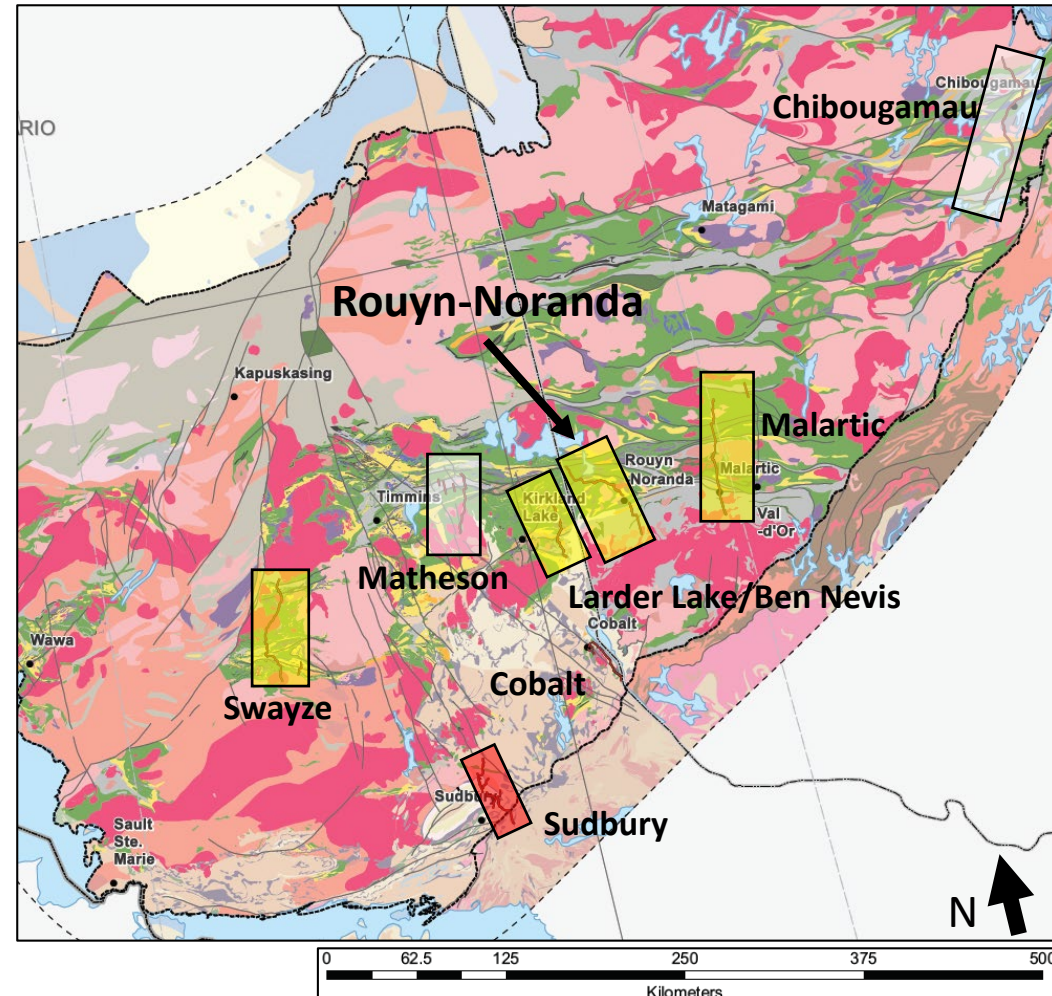 RIO
Chibougamau
Chibougamau
Matagami
Rouyn-Noranda
Kapuskasing
Malartic
Rouyn
-Noranda
Malartic
Timmins
Kirkland
Lake
Val
-d'Or
Matheson
Larder Lake/Ben Nevis
Cobalt
Wawa
Cobalt
Swayze
Sudbury
Sudbury
Sault
Ste.
Marie
N
0 62.5 125 250 375 500
Kilometers